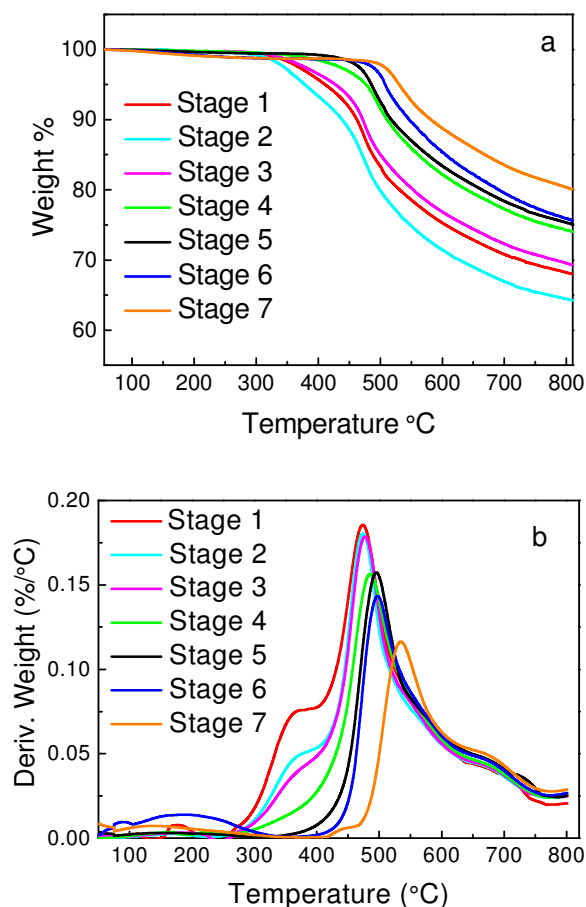 a
100
90
80
70
60
Weight %
Stage 1
Stage 2
Stage 3
Stage 4
Stage 5
Stage 6
Stage 7
100 200 300 400 500 600 700 800
Temperature °C
b
0.20
0.15
0.10
0.05
0.00
Deriv. Weight (%/°C)
Stage 1
Stage 2
Stage 3
Stage 4
Stage 5
Stage 6
Stage 7
100 200 300 400 500 600 700 800
Temperature (°C)